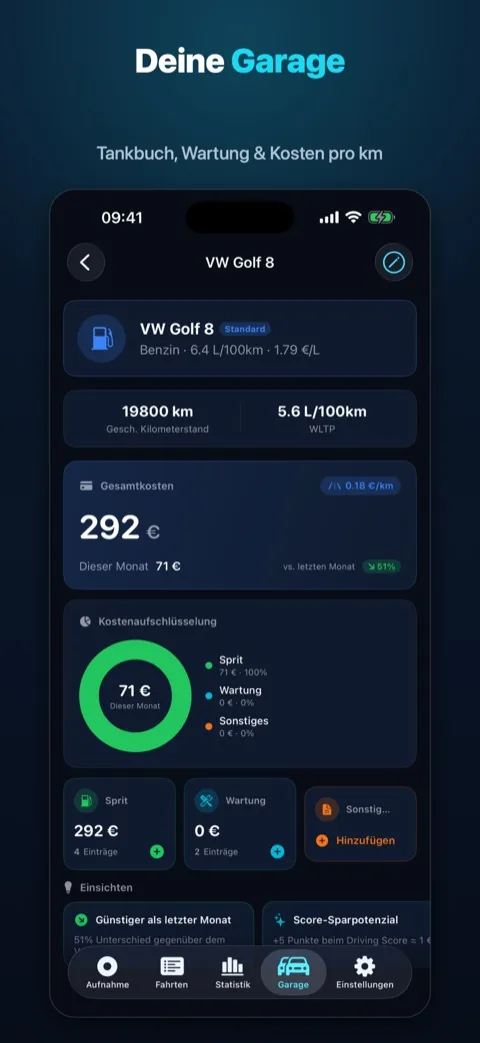 Deine Garage
Tankbuch, Wartung & Kosten pro km
09:41
VW Golf 8
VW Golf 8 Standard
Benzin · 6.4 L/100km · 1.79 €/L
19800 km 5.6 L/100km
Gesch. Kilometerstand WLTP
Gesamtkosten 0.18 €/km
292 €
Dieser Monat 71 € vs. letzten Monat 51%
Kostenaufschlüsselung
71 €
Dieser Monat
Sprit
71 € · 100%
Wartung
0 € · 0%
Sonstiges
0 € · 0%
Sprit
292 €
4 Einträge
Wartung
0 €
2 Einträge
Sonstig...
Hinzufügen
Einsichten
Günstiger als letzter Monat
51% Unterschied gegenüber dem
Score-Sparpotenzial
+5 Punkte beim Driving Score ≈ 1 €
Aufnahme Fahrten Statistik Garage Einstellungen